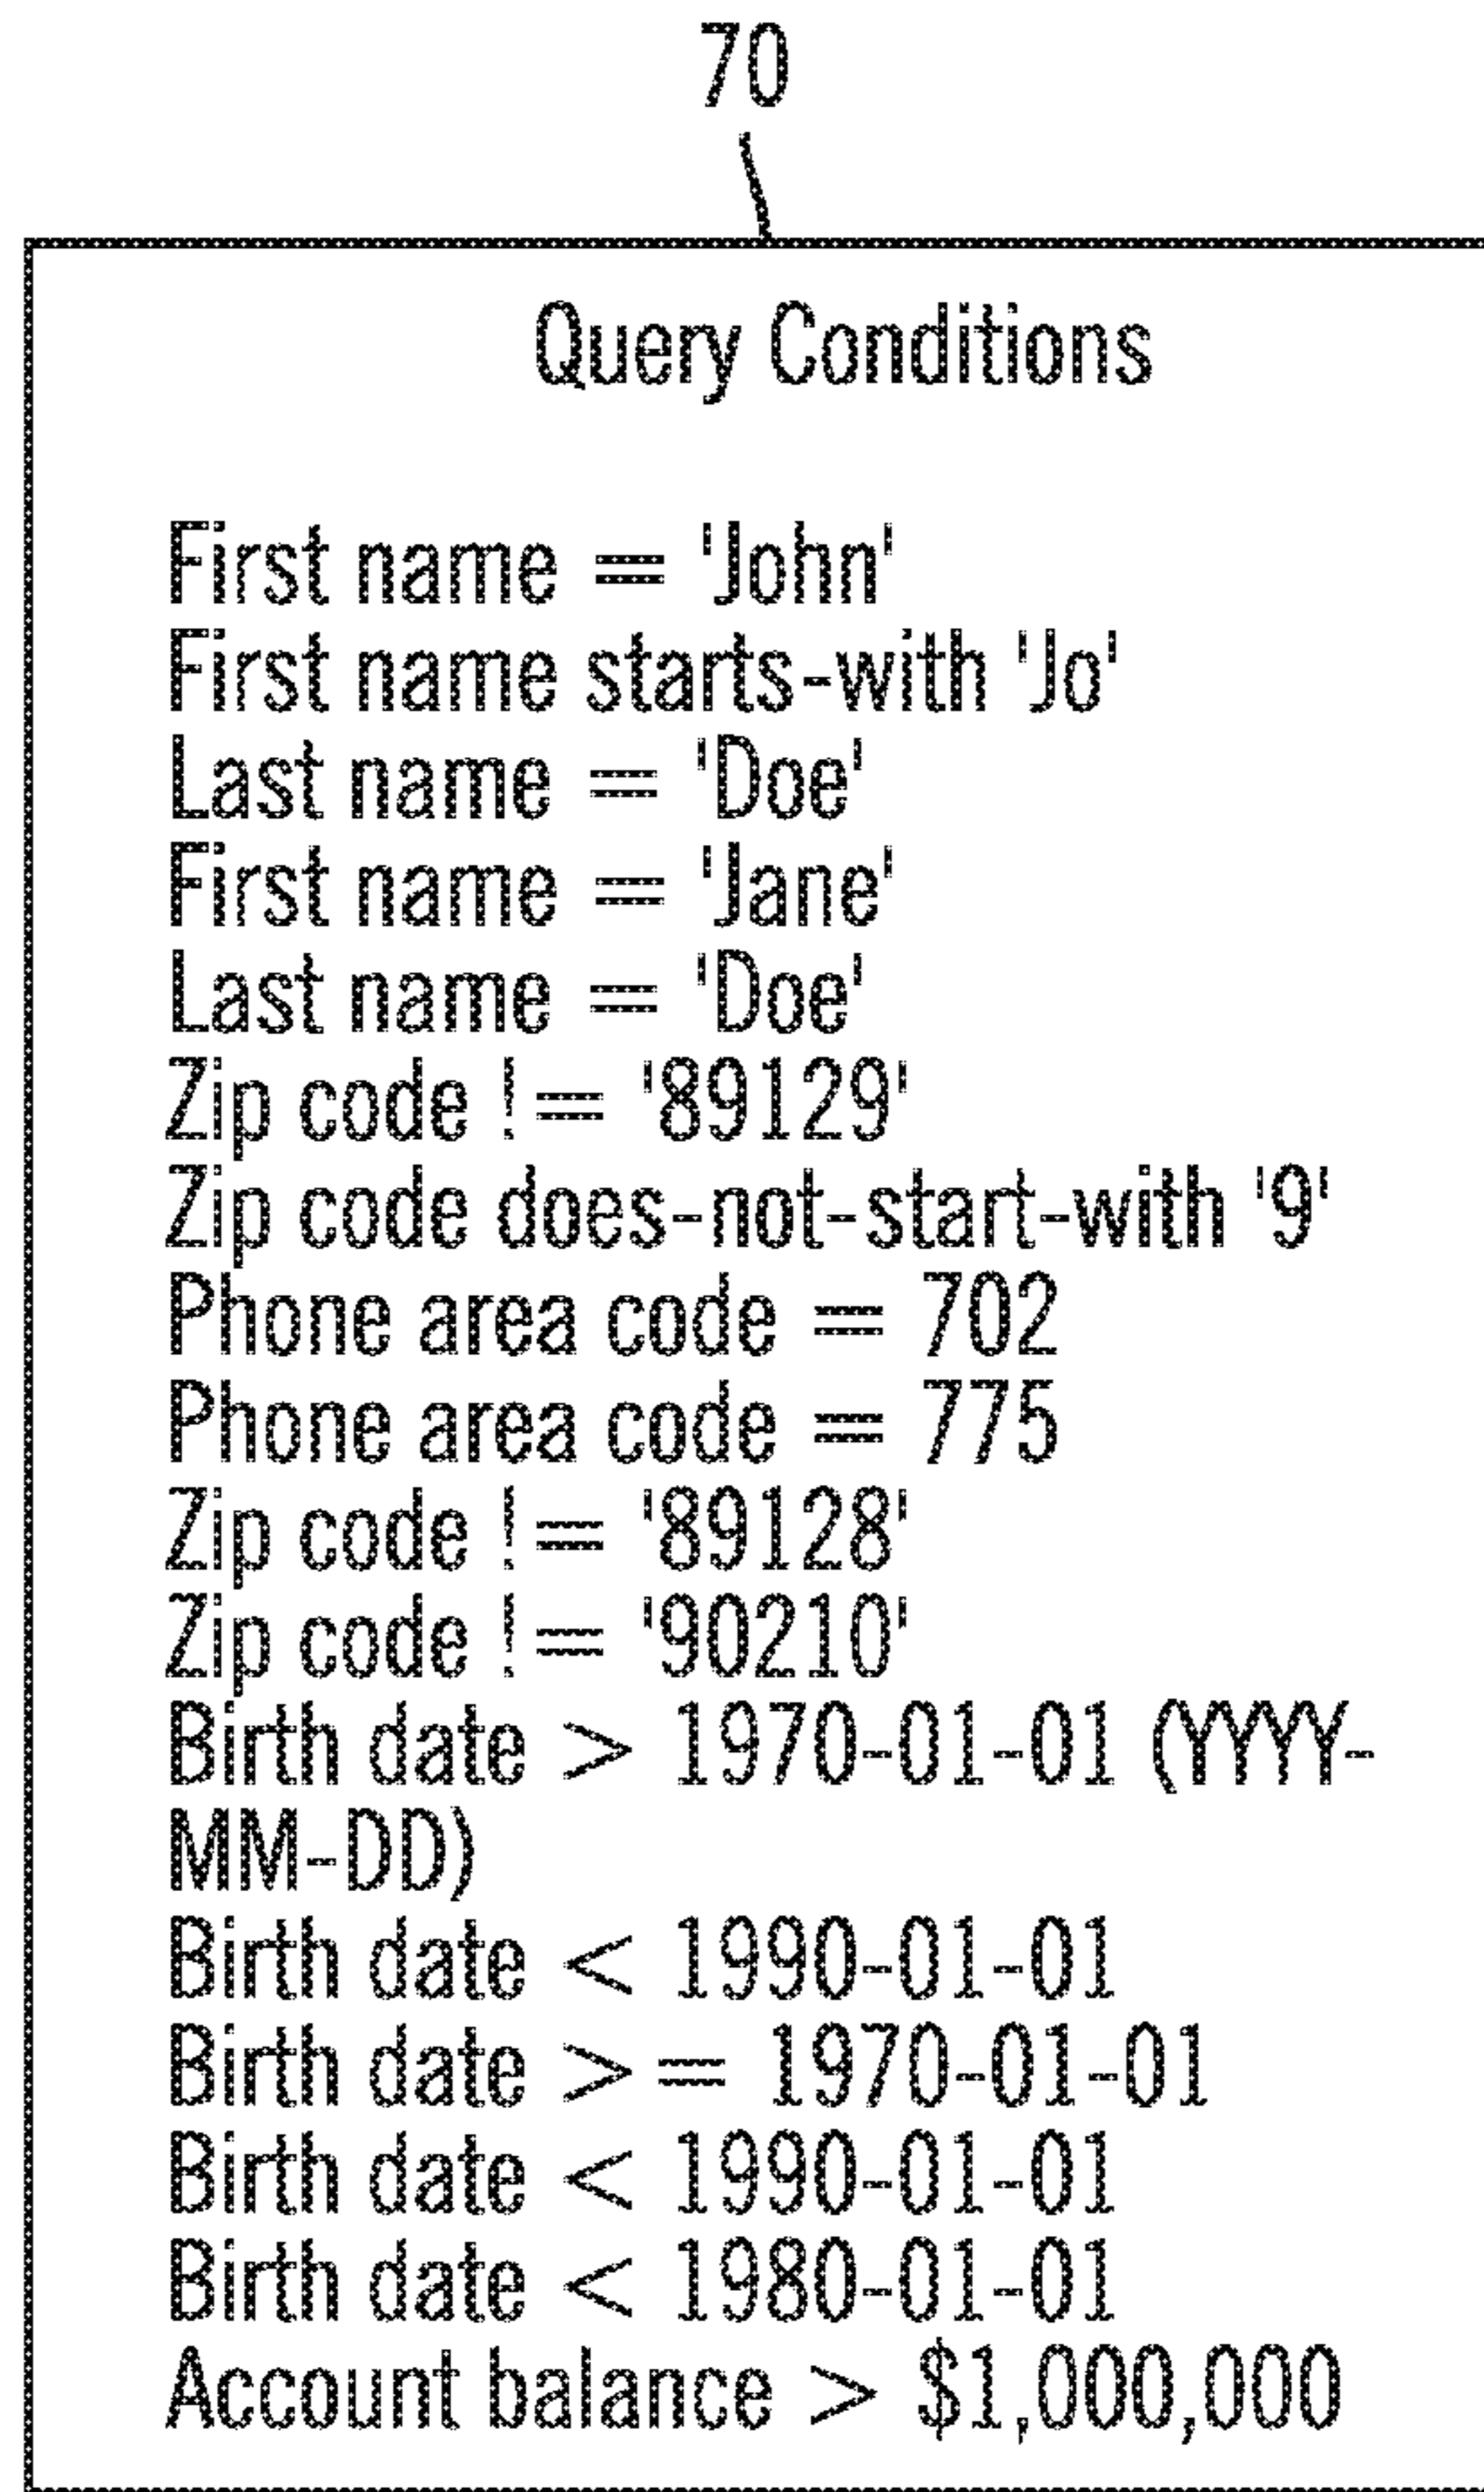 70
Query Conditions
First name = 'John'
First name starts-with 'Jo'
Last name = 'Doe'
First name = 'Jane'
Last name = 'Doe'
Zip code != '89129'
Zip code does-not-start-with '9'
Phone area code = 702
Phone area code = 775
Zip code != '89128'
Zip code != '90210'
Birth date > 1970-01-01 (YYYY-
MM-DD)
Birth date < 1990-01-01
Birth date >= 1970-01-01
Birth date < 1990-01-01
Birth date < 1980-01-01
Account balance > $1,000,000